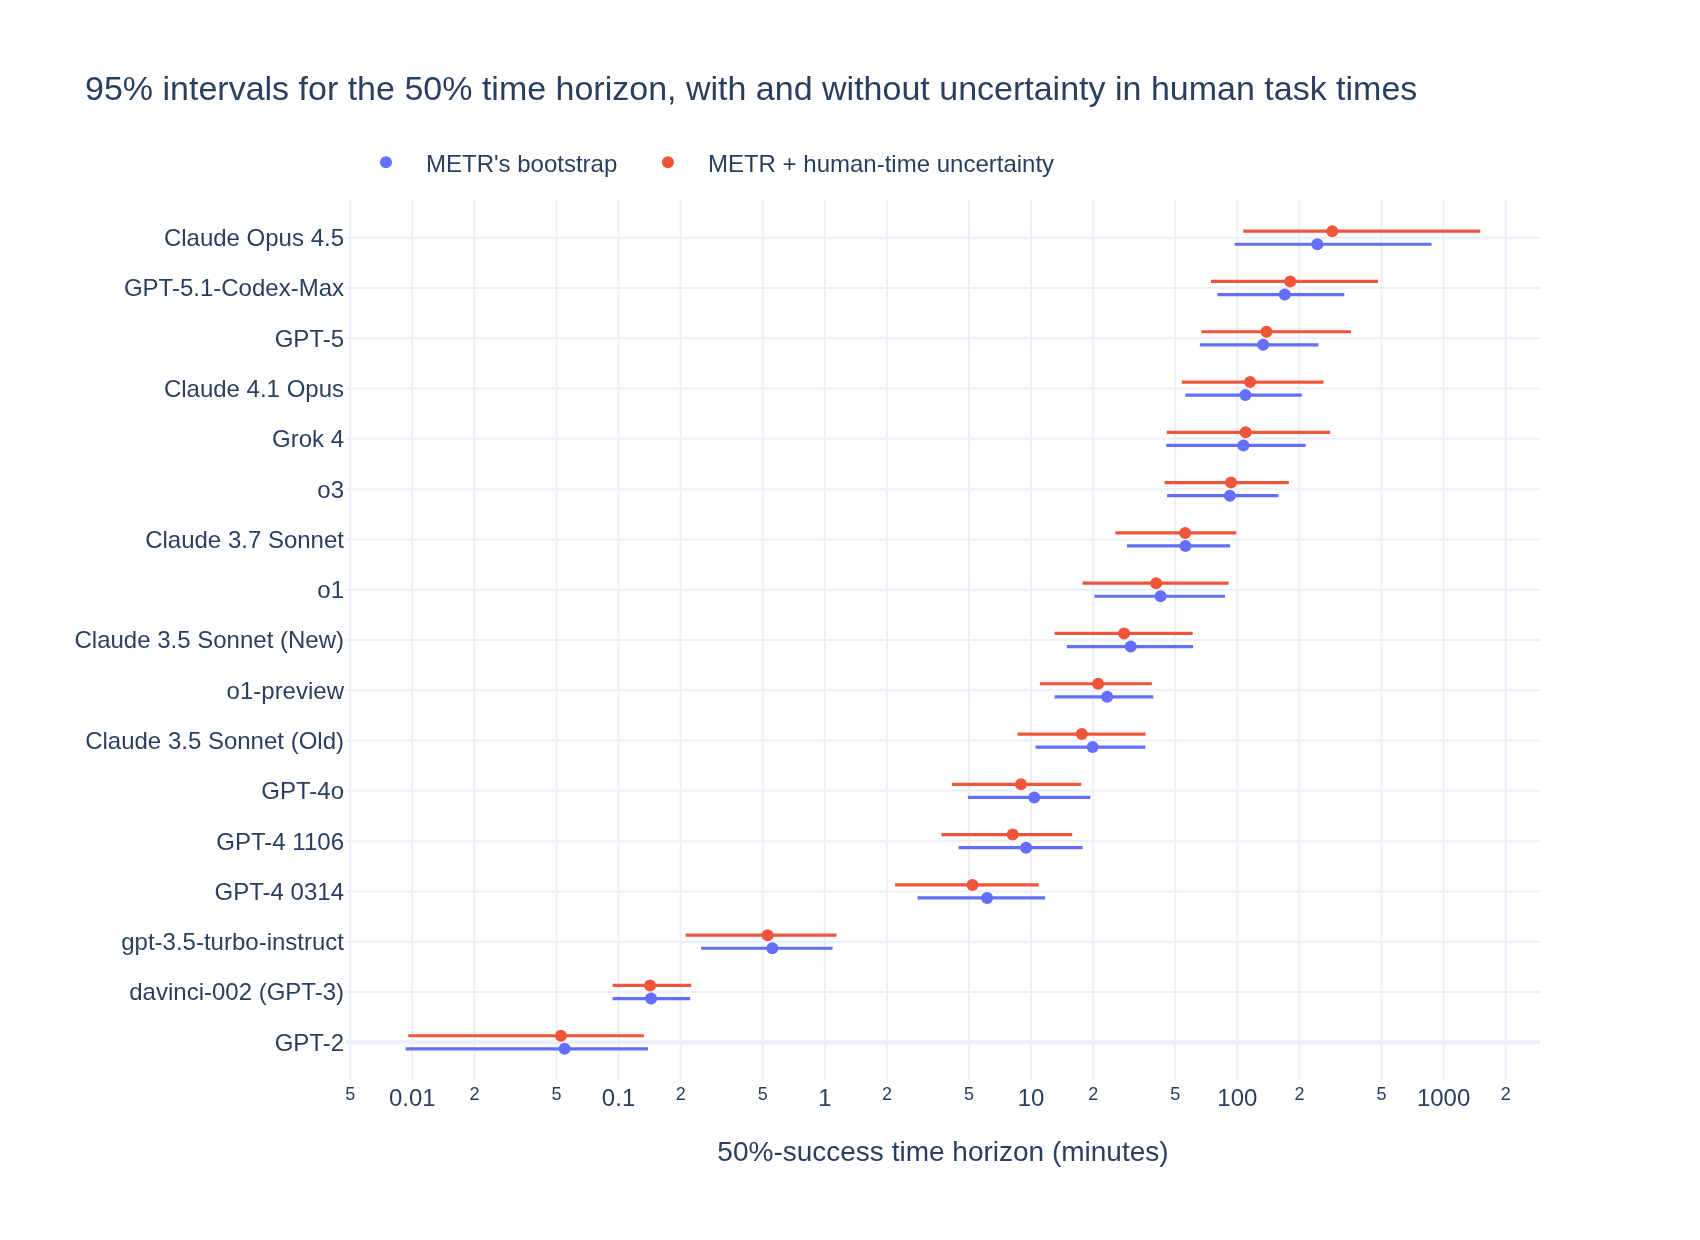 95% intervals for the 50% time horizon, with and without uncertainty in human task times
METR's bootstrap METR + human-time uncertainty
Claude Opus 4.5
GPT-5.1-Codex-Max
GPT-5
Claude 4.1 Opus
Grok 4
o3
Claude 3.7 Sonnet
o1
Claude 3.5 Sonnet (New)
o1-preview
Claude 3.5 Sonnet (Old)
GPT-4o
GPT-4 1106
GPT-4 0314
gpt-3.5-turbo-instruct
davinci-002 (GPT-3)
GPT-2
5 0.01 2 5 0.1 2 5 1 2 5 10 2 5 100 2 5 1000 2
50%-success time horizon (minutes)